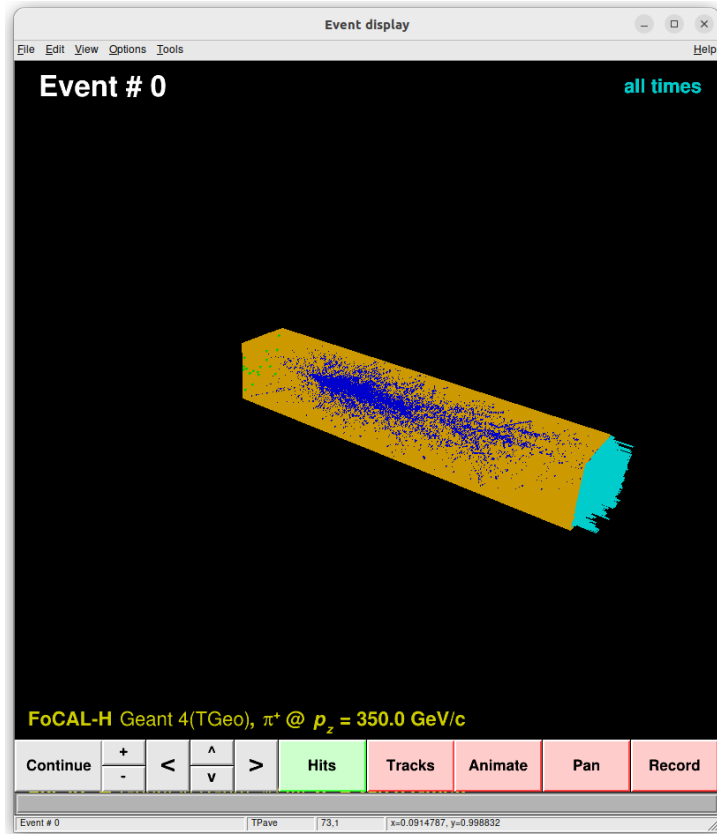 Event display
File Edit View Options Tools Help
Event # 0 all times
FoCAL-H Geant 4(TGeo), π⁺ @ p_z = 350.0 GeV/c
Continue + - < ^ v > Hits Tracks Animate Pan Record
Event # 0 TPave 73,1 x=0.0914787, y=0.998832